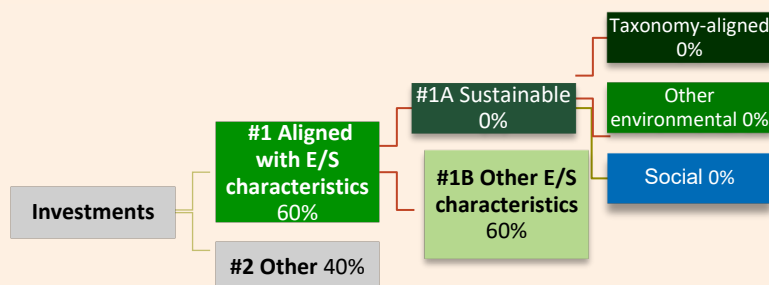 Taxonomy-aligned
0%
#1A Sustainable
0%
Other
environmental 0%
#1 Aligned
with E/S
characteristics
60%
#1B Other E/S
characteristics
60%
Social 0%
Investments
#2 Other 40%